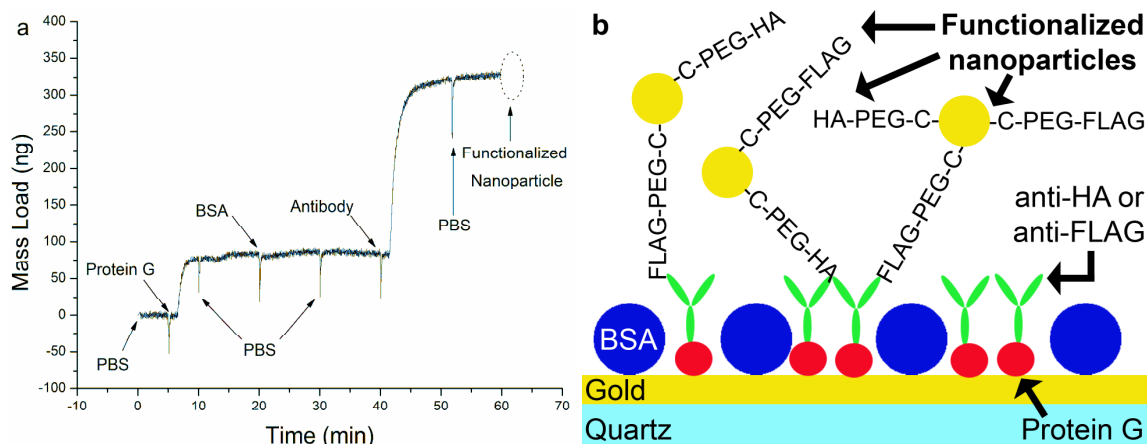 a
Mass Load (ng)
400
350
300
250
200
150
100
50
0
-50
-100
-10
0
10
20
30
40
50
60
70
Time (min)
PBS
Protein G
PBS
BSA
Antibody
PBS
Functionalized
Nanoparticle
b
Functionalized
nanoparticles
C-PEG-HA
FLAG-PEG-C
C-PEG-FLAG
C-PEG-HA
HA-PEG-C
C-PEG-FLAG
FLAG-PEG-C
anti-HA or
anti-FLAG
BSA
Gold
Quartz
Protein G